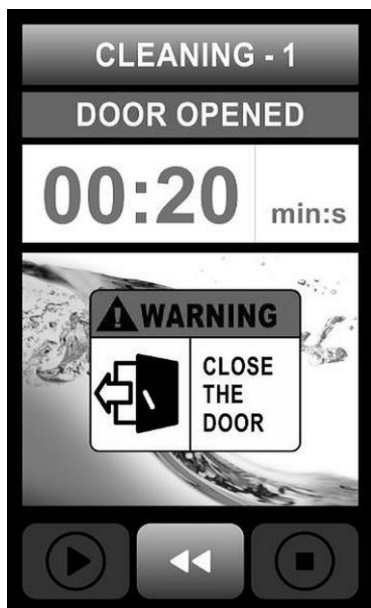 CLEANING - 1
DOOR OPENED
00:20 min:s
WARNING
CLOSE
THE
DOOR